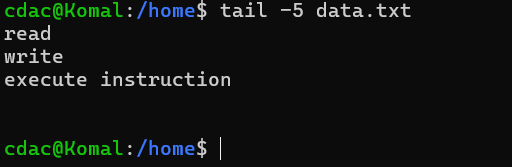 cdac@Komal:/home$ tail -5 data.txt
read
write
execute instruction
cdac@Komal:/home$